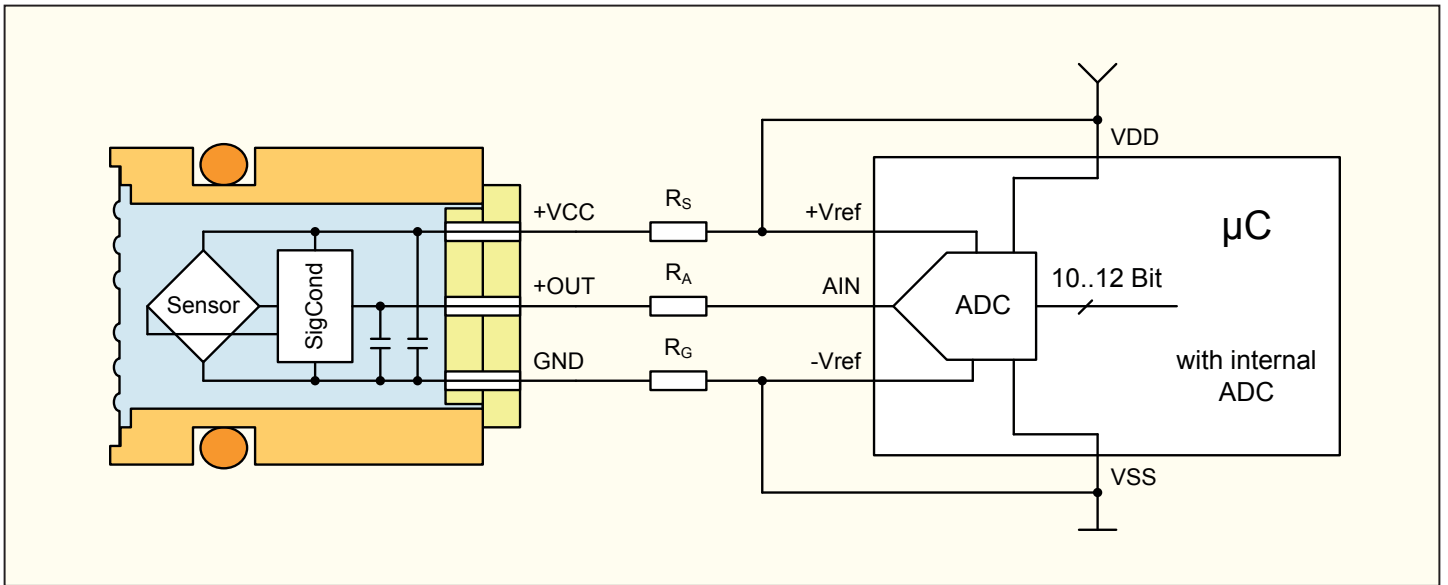 VDD
+VCC
RS
+Vref
µC
Sensor
SigCond
+OUT
RA
AIN
ADC
10..12 Bit
GND
RG
-Vref
with internal
ADC
VSS